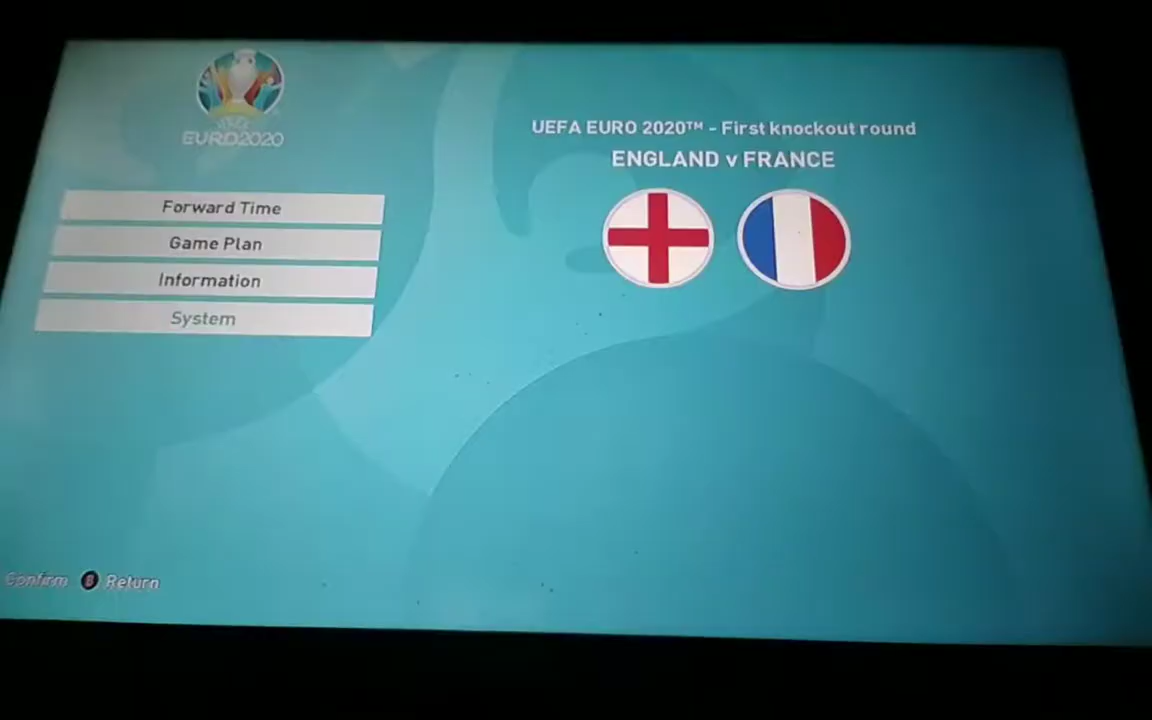 EURO2020
UEFA EURO 2020™ - First knockout round
ENGLAND v FRANCE
Forward Time
Game Plan
Information
System
Confirm B Return